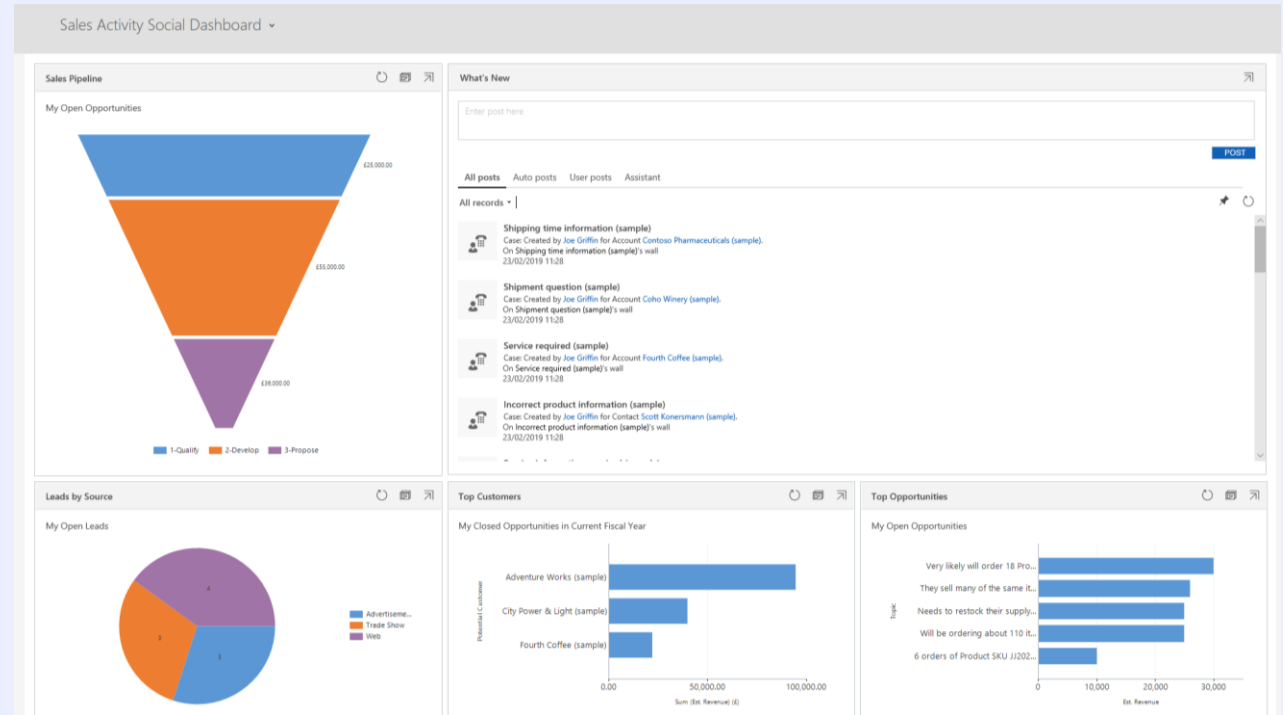 Sales Activity Social Dashboard
Sales Pipeline
My Open Opportunities
£25,000.00
£36,000.00
1-Qualify 2-Develop 3-Propose
What's New
Enter post here
POST
All posts Auto posts User posts Assistant
All records
Shipping time information (sample)
Case: Created by Joe Griffin for Account Contoso Pharmaceuticals (sample).
On Shipping time information (sample)'s wall
23/02/2019 11:28
Shipment question (sample)
Case: Created by Joe Griffin for Account Coho Winery (sample).
On Shipment question (sample)'s wall
23/02/2019 11:28
Service required (sample)
Case: Created by Joe Griffin for Account Fourth Coffee (sample).
On Service required (sample)'s wall
23/02/2019 11:28
Incorrect product information (sample)
Case: Created by Joe Griffin for Contact Scott Konersmann (sample).
On Incorrect product information (sample)'s wall
23/02/2019 11:28
Leads by Source
My Open Leads
4
3
3
Advertiseme...
Trade Show
Web
Top Customers
My Closed Opportunities in Current Fiscal Year
Potential Customer
Adventure Works (sample)
City Power & Light (sample)
Fourth Coffee (sample)
0.00 50,000.00 100,000.00
Sum (Est. Revenue) (£)
Top Opportunities
My Open Opportunities
Topic
Very likely will order 18 Pro...
They sell many of the same it...
Needs to restock their supply...
Will be ordering about 110 it...
6 orders of Product SKU JJ202...
0 10,000 20,000 30,000
Est. Revenue